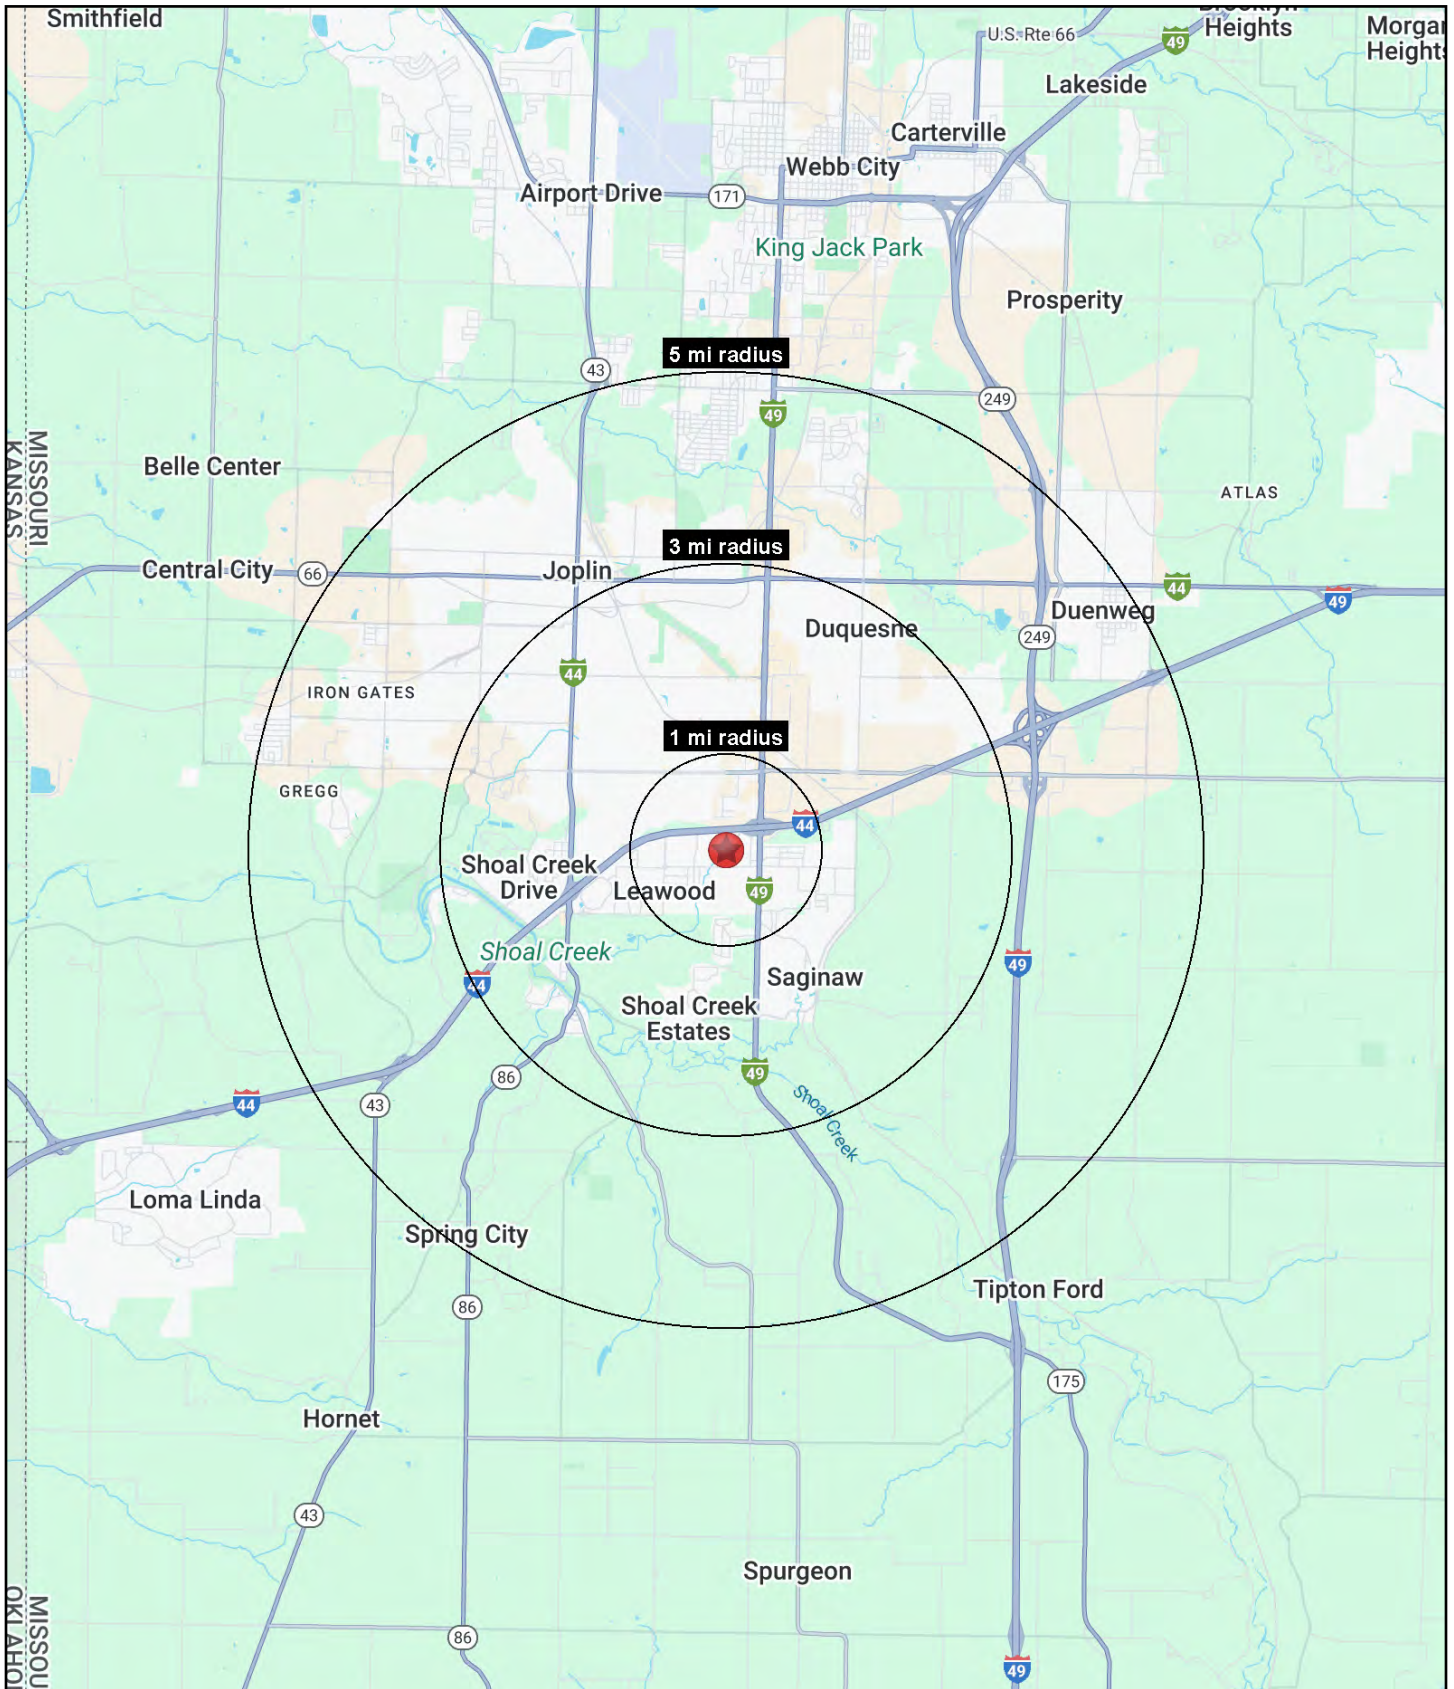 Smithfield
Brooklyn
Heights
Morgan
Heights
U.S. Rte 66
49
Lakeside
Carterville
Webb City
Airport Drive
171
King Jack Park
Prosperity
5 mi radius
43
249
49
MISSOURI
KANSAS
Belle Center
ATLAS
3 mi radius
Central City
66
Joplin
44
49
Duenweg
Duquesne
249
44
IRON GATES
1 mi radius
GREGG
44
Shoal Creek
Drive
Leawood
49
Shoal Creek
49
44
Saginaw
Shoal Creek
Estates
49
86
Shoal Creek
44
43
Loma Linda
Spring City
Tipton Ford
86
175
Hornet
43
Spurgeon
MISSOU
OKLAHO
86
49